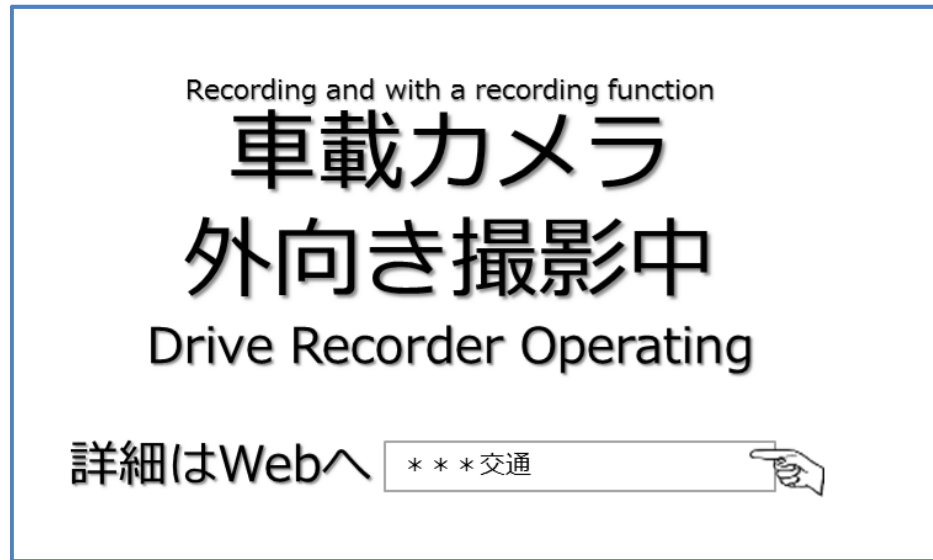 Recording and with a recording function
車載カメラ
外向き撮影中
Drive Recorder Operating
詳細はWebへ ＊＊＊交通